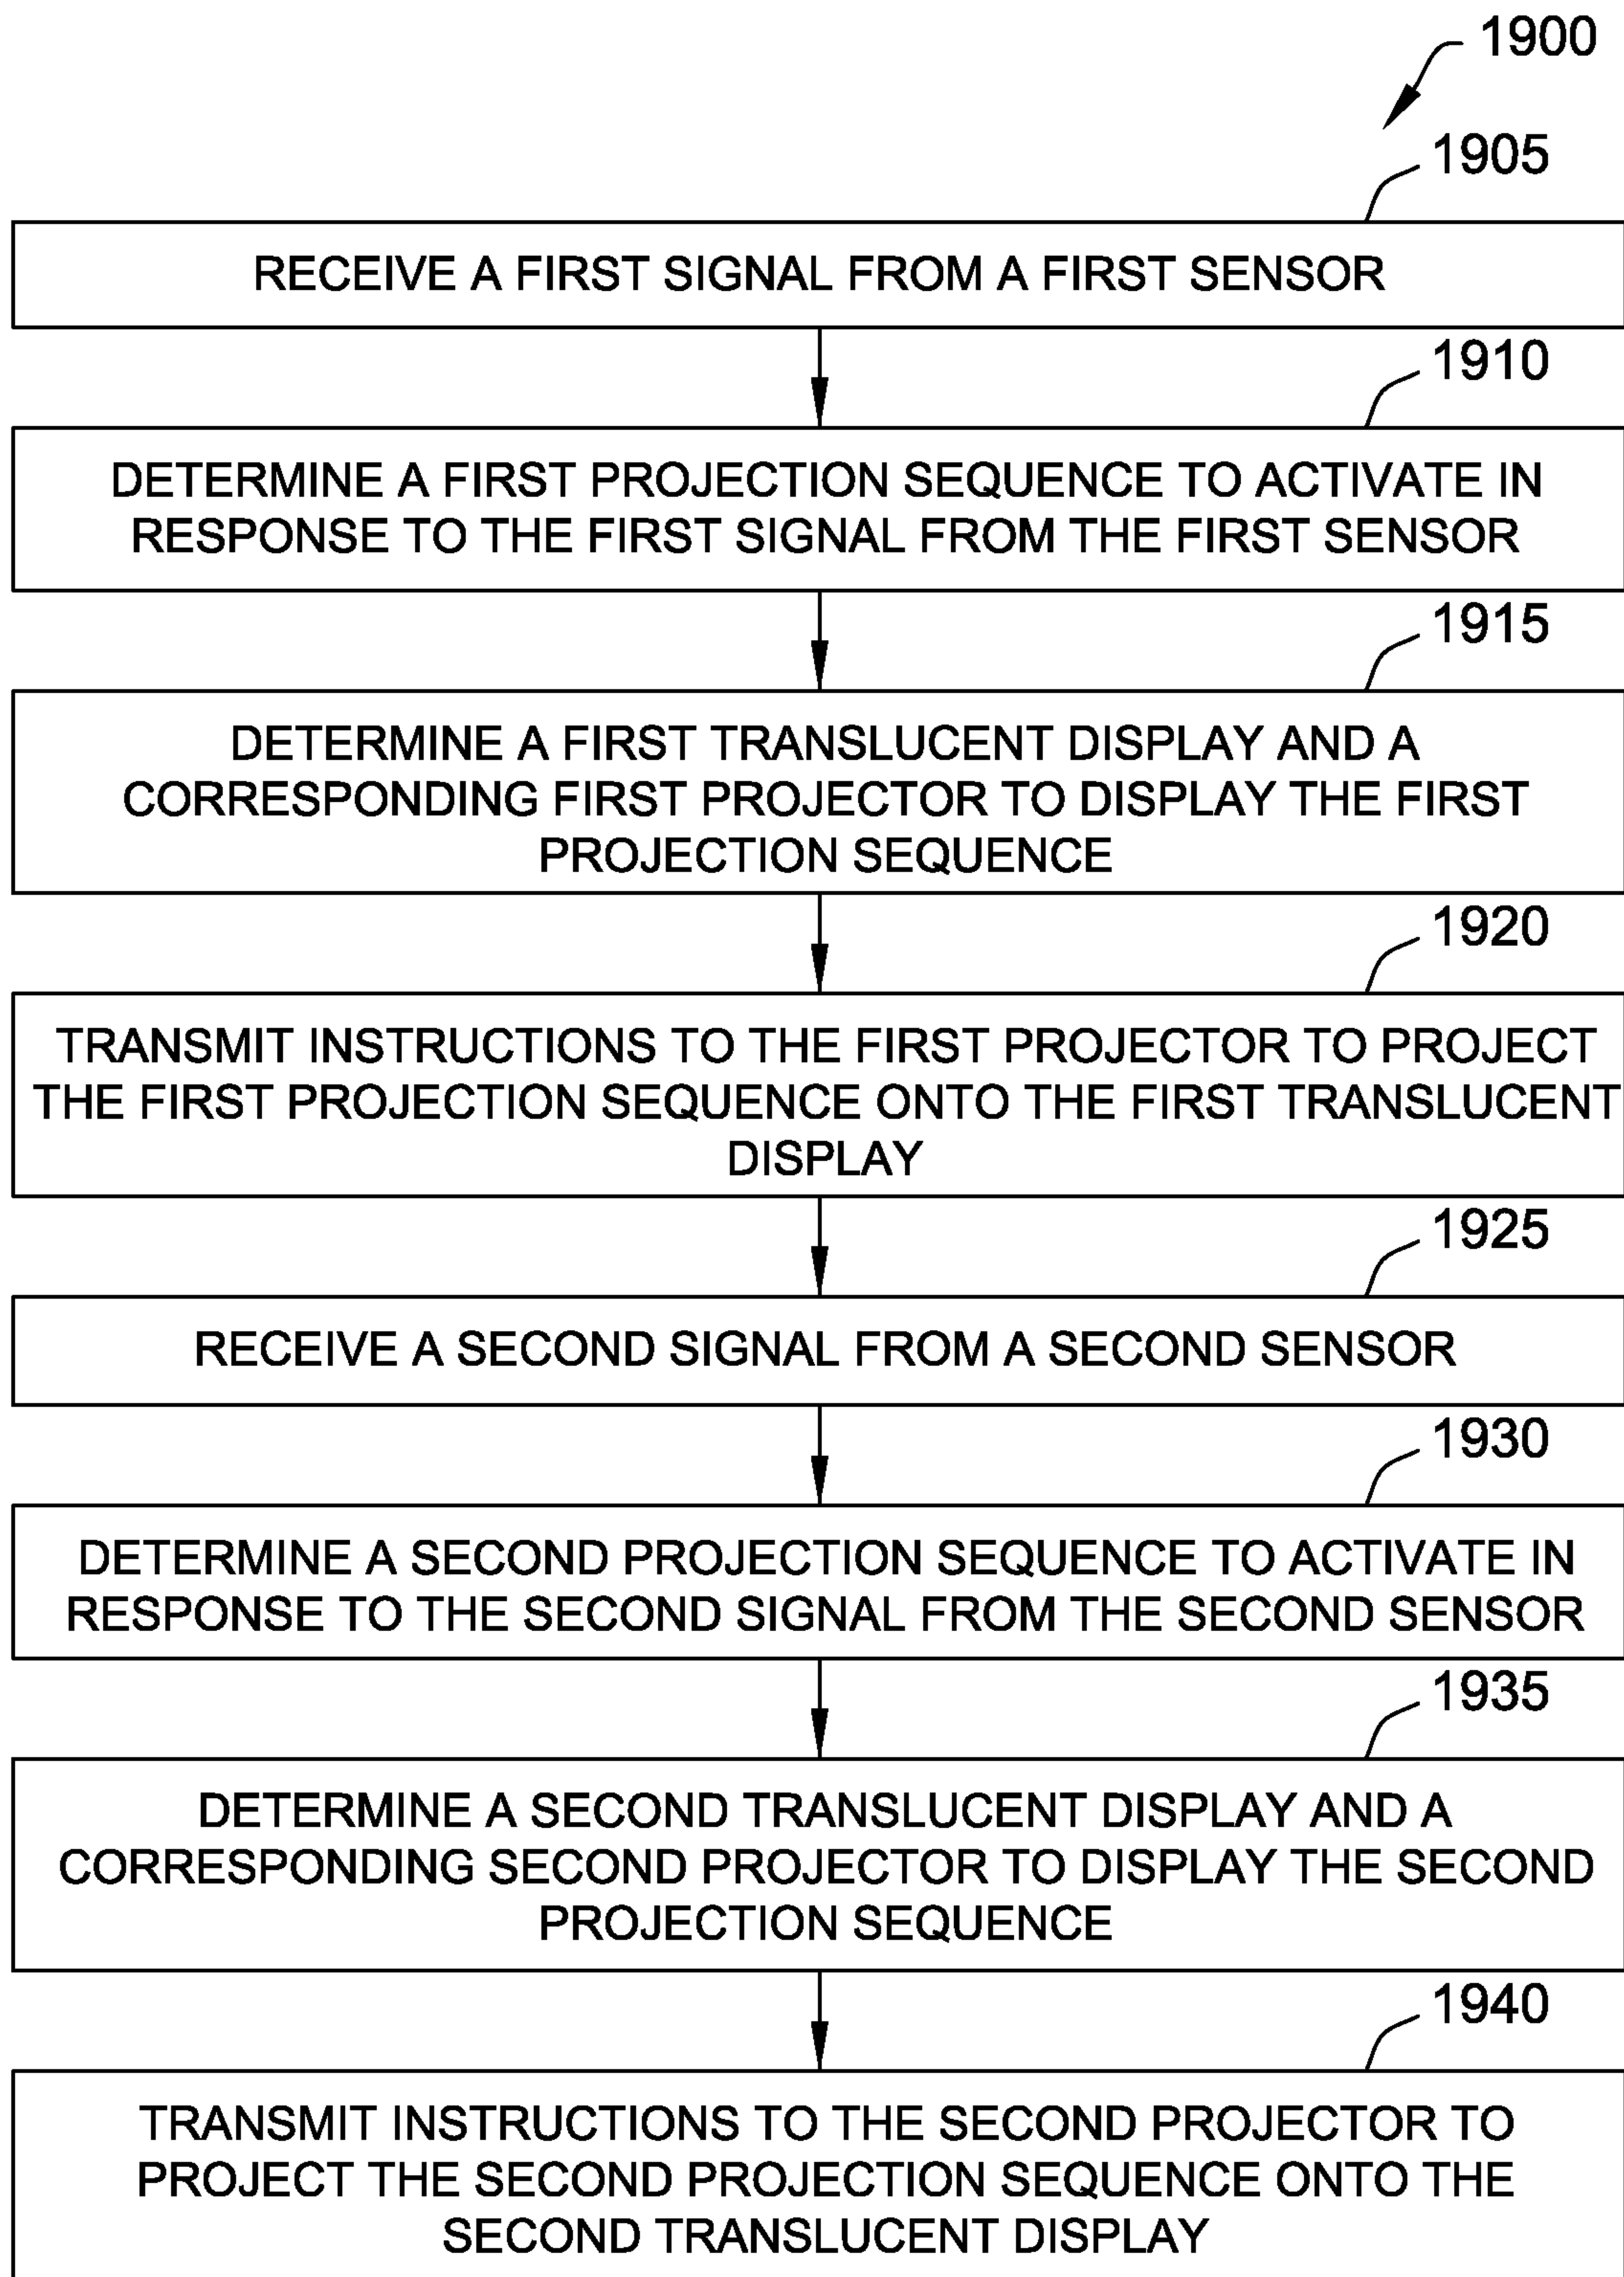 1900
1905
RECEIVE A FIRST SIGNAL FROM A FIRST SENSOR
1910
DETERMINE A FIRST PROJECTION SEQUENCE TO ACTIVATE IN
RESPONSE TO THE FIRST SIGNAL FROM THE FIRST SENSOR
1915
DETERMINE A FIRST TRANSLUCENT DISPLAY AND A
CORRESPONDING FIRST PROJECTOR TO DISPLAY THE FIRST
PROJECTION SEQUENCE
1920
TRANSMIT INSTRUCTIONS TO THE FIRST PROJECTOR TO PROJECT
THE FIRST PROJECTION SEQUENCE ONTO THE FIRST TRANSLUCENT
DISPLAY
1925
RECEIVE A SECOND SIGNAL FROM A SECOND SENSOR
1930
DETERMINE A SECOND PROJECTION SEQUENCE TO ACTIVATE IN
RESPONSE TO THE SECOND SIGNAL FROM THE SECOND SENSOR
1935
DETERMINE A SECOND TRANSLUCENT DISPLAY AND A
CORRESPONDING SECOND PROJECTOR TO DISPLAY THE SECOND
PROJECTION SEQUENCE
1940
TRANSMIT INSTRUCTIONS TO THE SECOND PROJECTOR TO
PROJECT THE SECOND PROJECTION SEQUENCE ONTO THE
SECOND TRANSLUCENT DISPLAY